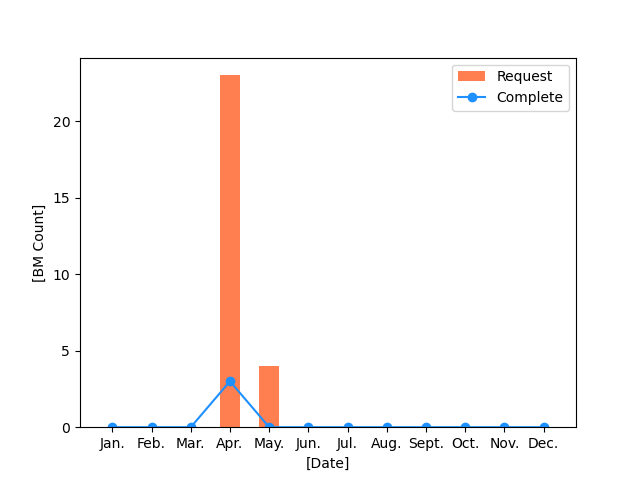 Request
Complete
20
15
10
5
0
[BM Count]
Jan. Feb. Mar. Apr. May. Jun. Jul. Aug. Sept. Oct. Nov. Dec.
[Date]